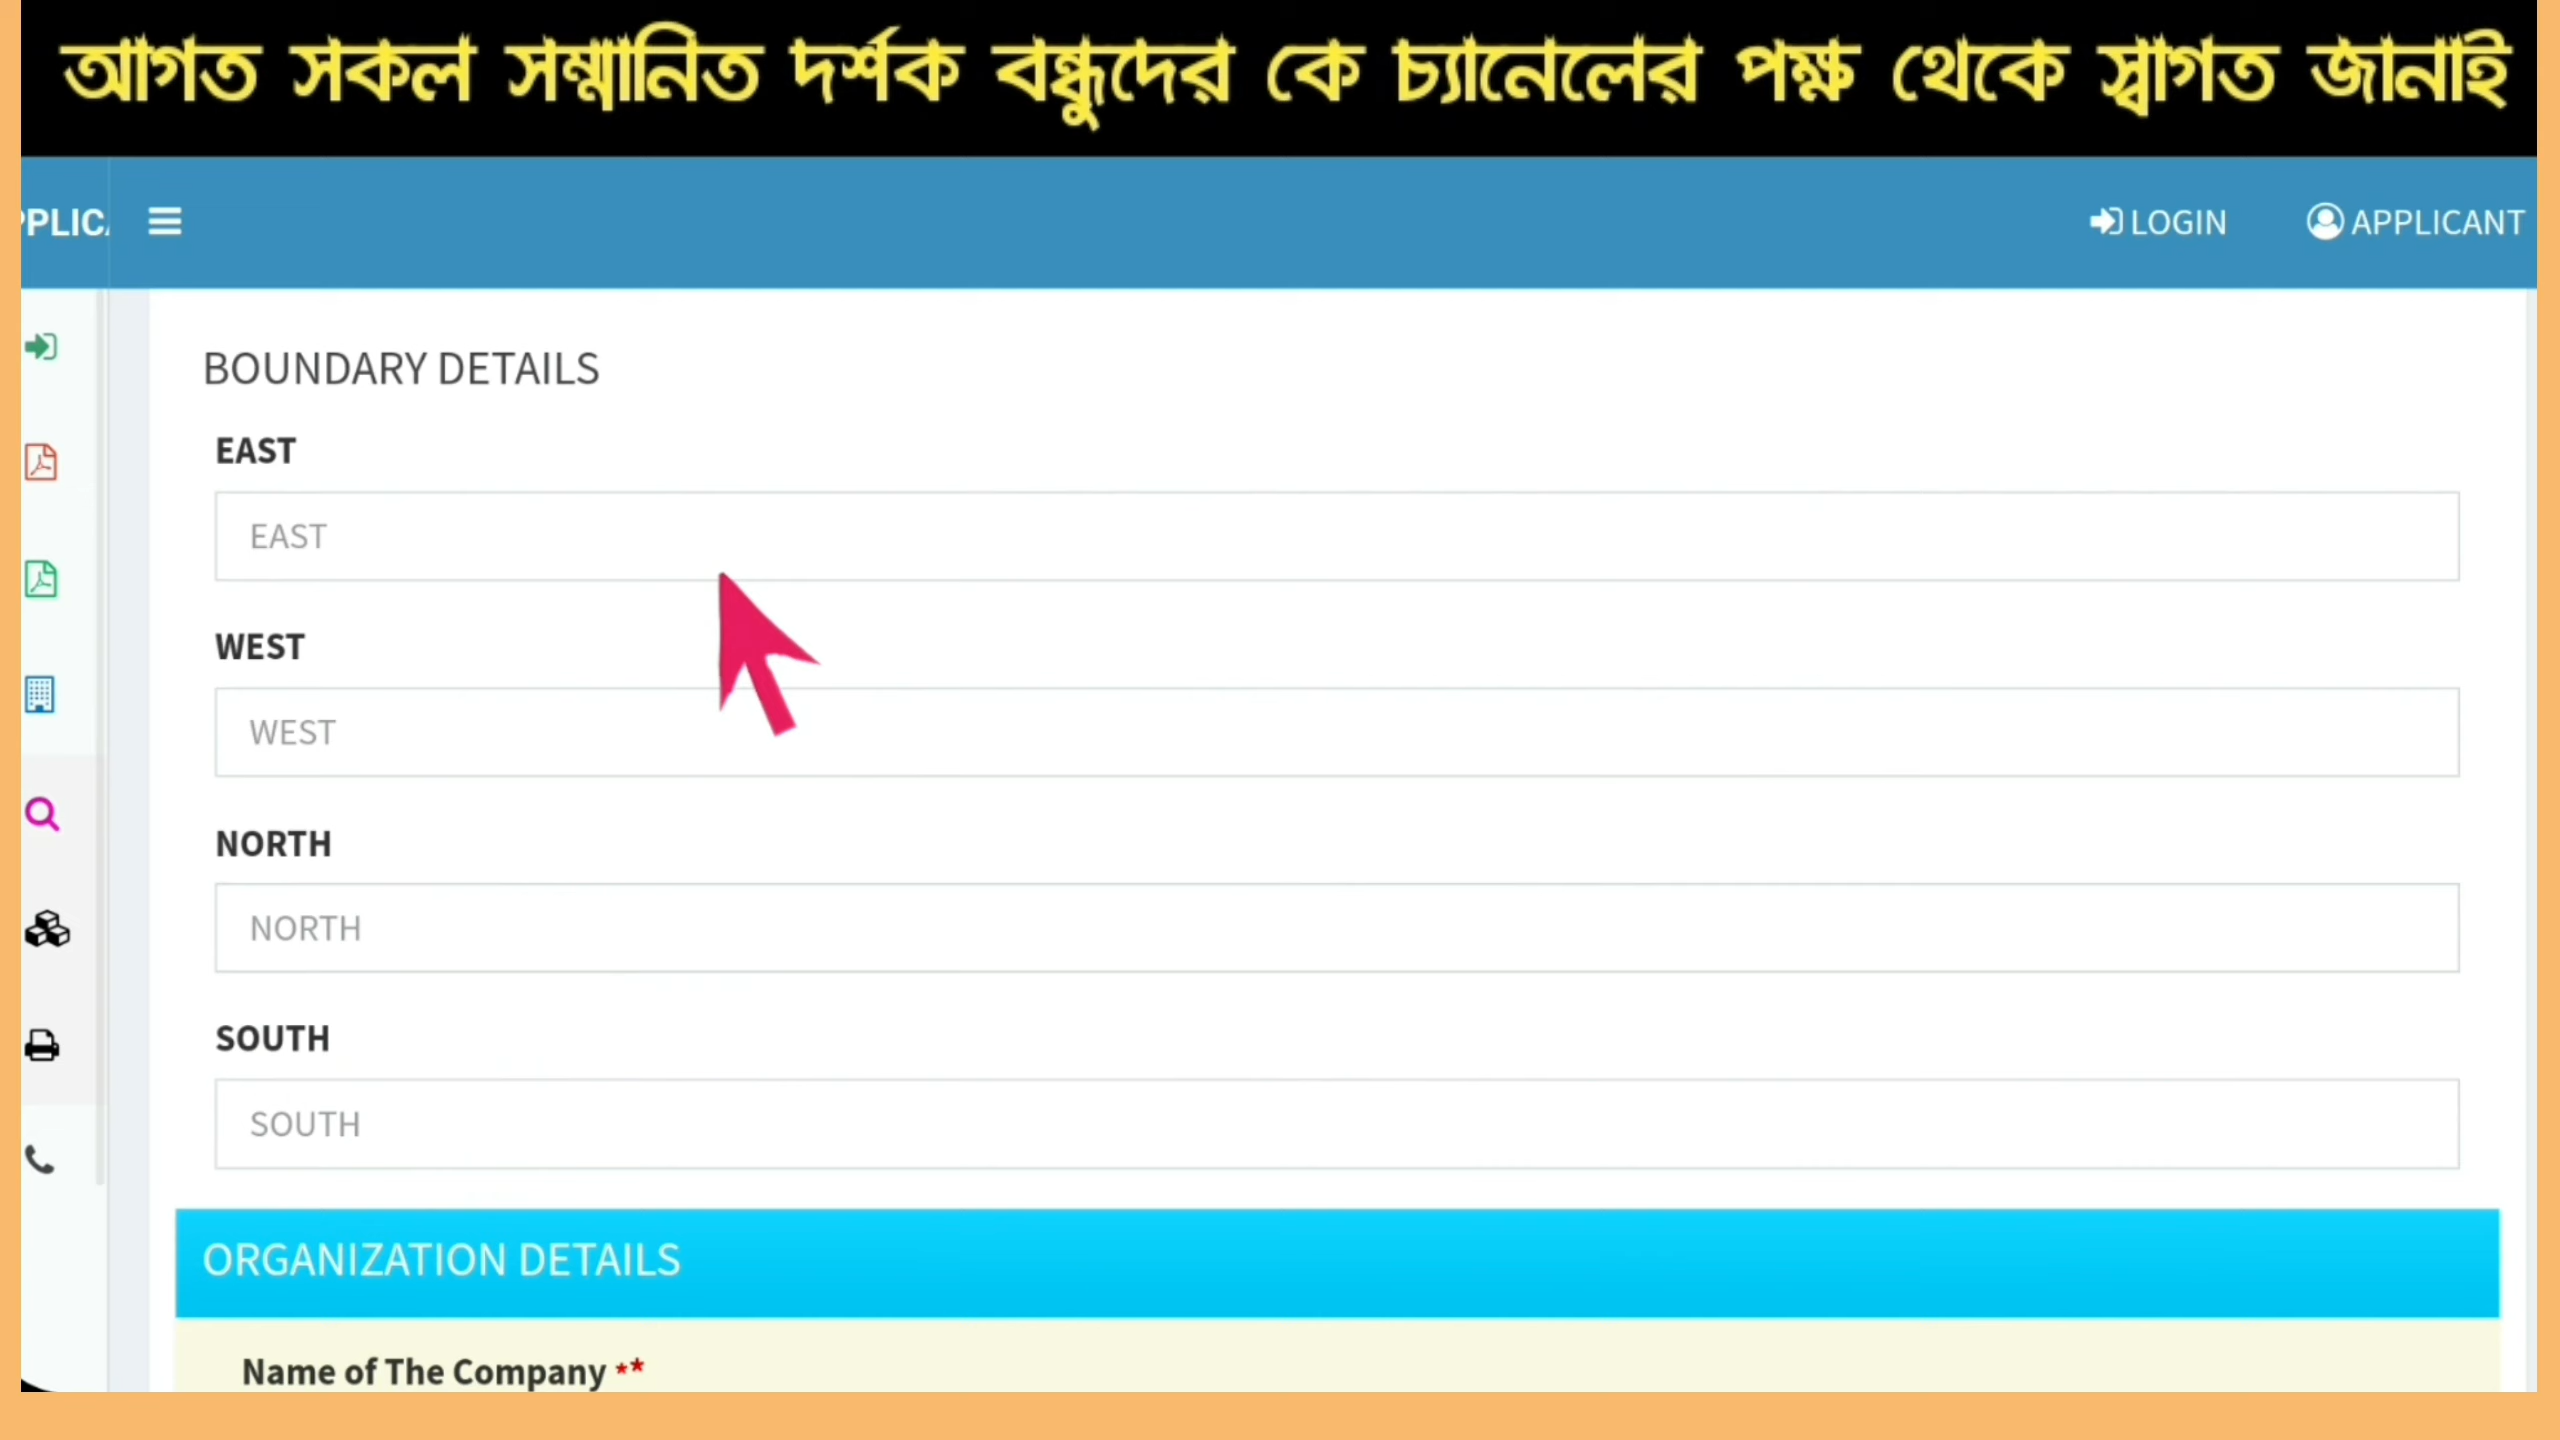 আগত সকল সম্মানিত দর্শক বন্ধুদের কে চ্যানেলের পক্ষ থেকে স্বাগত জানাই
LOGIN
APPLICANT
BOUNDARY DETAILS
EAST
EAST
WEST
WEST
NORTH
NORTH
SOUTH
SOUTH
ORGANIZATION DETAILS
Name of The Company **